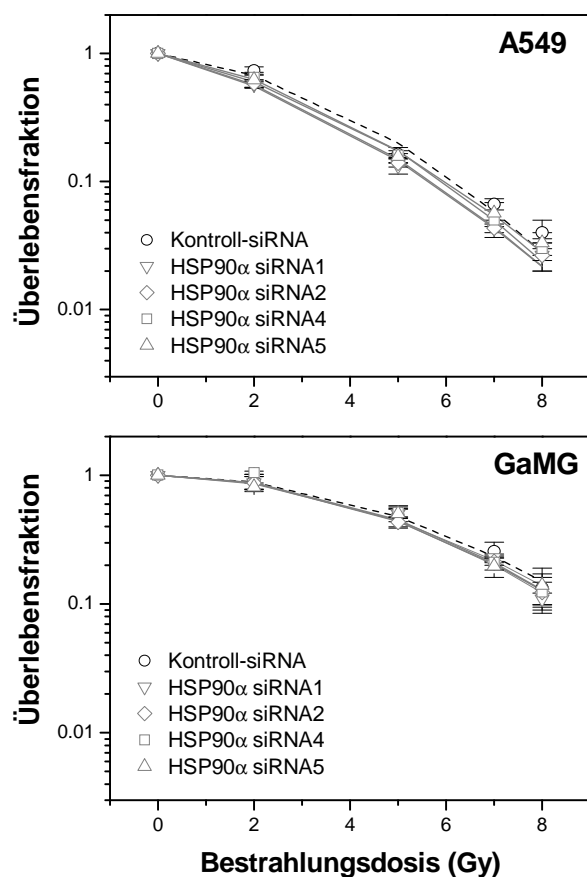 A549
Überlebensfraktion
1
0.1
0.01
Kontroll-siRNA
HSP90α siRNA1
HSP90α siRNA2
HSP90α siRNA4
HSP90α siRNA5
0 2 4 6 8
GaMG
Überlebensfraktion
1
0.1
0.01
Kontroll-siRNA
HSP90α siRNA1
HSP90α siRNA2
HSP90α siRNA4
HSP90α siRNA5
0 2 4 6 8
Bestrahlungsdosis (Gy)